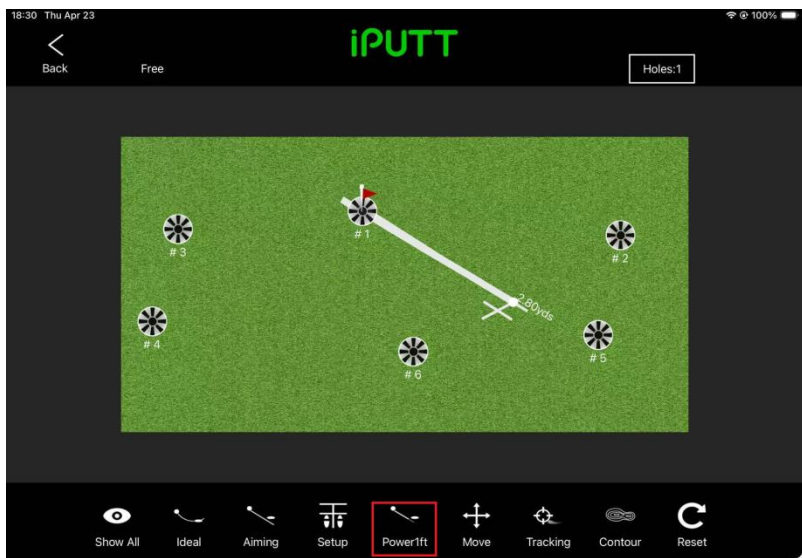 18:30 Thu Apr 23
100%
iPUTT
Back
Free
Holes:1
# 1
# 3
# 2
2.80yds
# 4
# 5
# 6
Show All
Ideal
Aiming
Setup
Power1ft
Move
Tracking
Contour
Reset